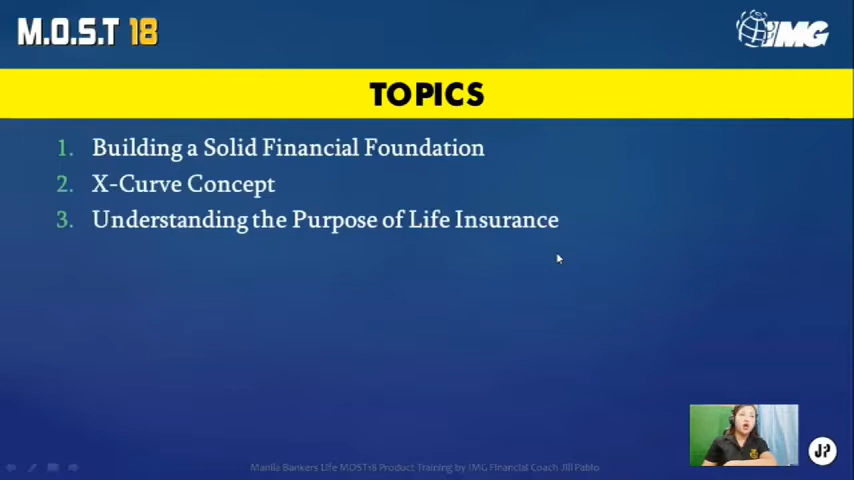 M.O.S.T 18
IMG
TOPICS
1. Building a Solid Financial Foundation
2. X-Curve Concept
3. Understanding the Purpose of Life Insurance
JP
Manila Bankers Life MOST18 Product Training by IMG Financial Coach Jill Pablo